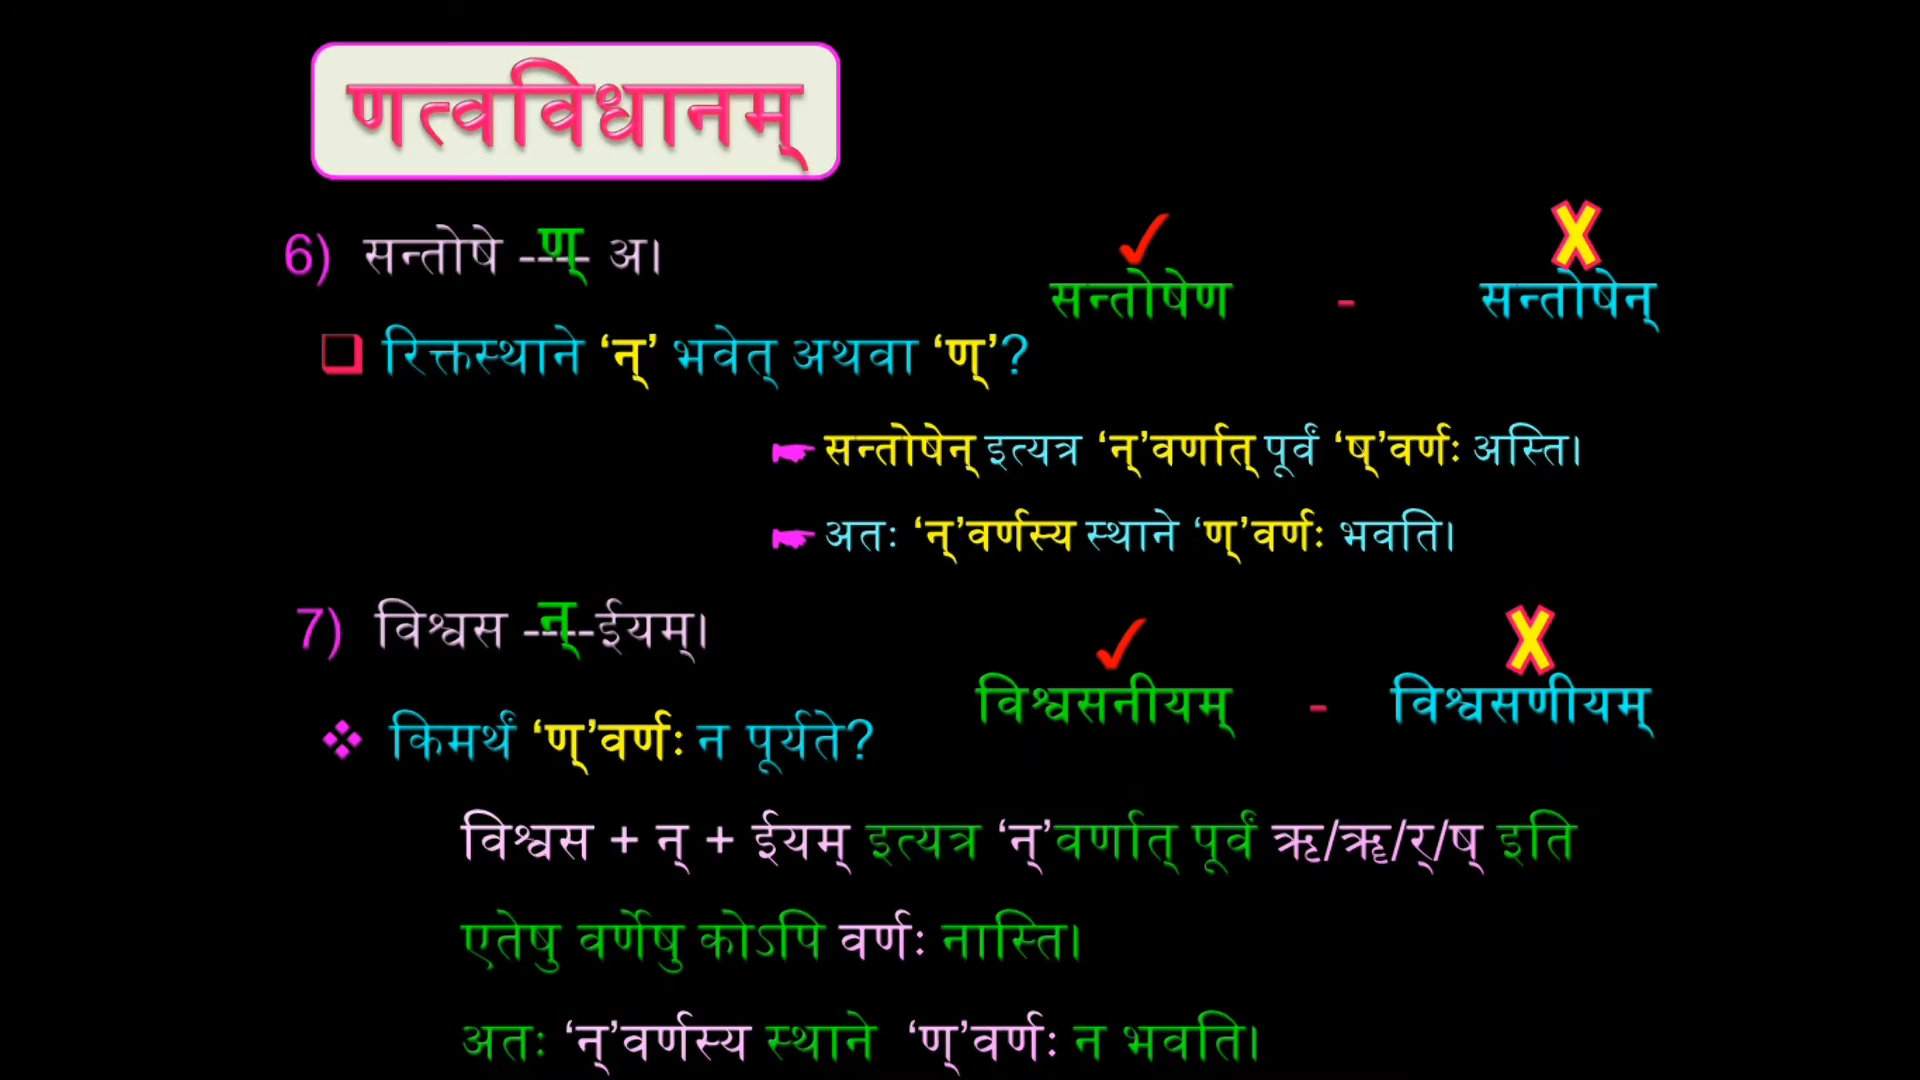 णत्वविधानम्
6) सन्तोषे --ण्-- अ।
सन्तोषेण - सन्तोषेन्
❑ रिक्तस्थाने ‘न्’ भवेत् अथवा ‘ण्’?
☛ सन्तोषेन् इत्यत्र ‘न्’वर्णात् पूर्वं ‘ष्’वर्णः अस्ति।
☛ अतः ‘न्’वर्णस्य स्थाने ‘ण्’वर्णः भवति।
7) विश्वस --न्--ईयम्।
विश्वसनीयम् - विश्वसणीयम्
❖ किमर्थं ‘ण्’वर्णः न पूर्यते?
विश्वस + न् + ईयम् इत्यत्र ‘न्’वर्णात् पूर्वं ऋ/ॠ/र्/ष् इति
एतेषु वर्णेषु कोऽपि वर्णः नास्ति।
अतः ‘न्’वर्णस्य स्थाने ‘ण्’वर्णः न भवति।